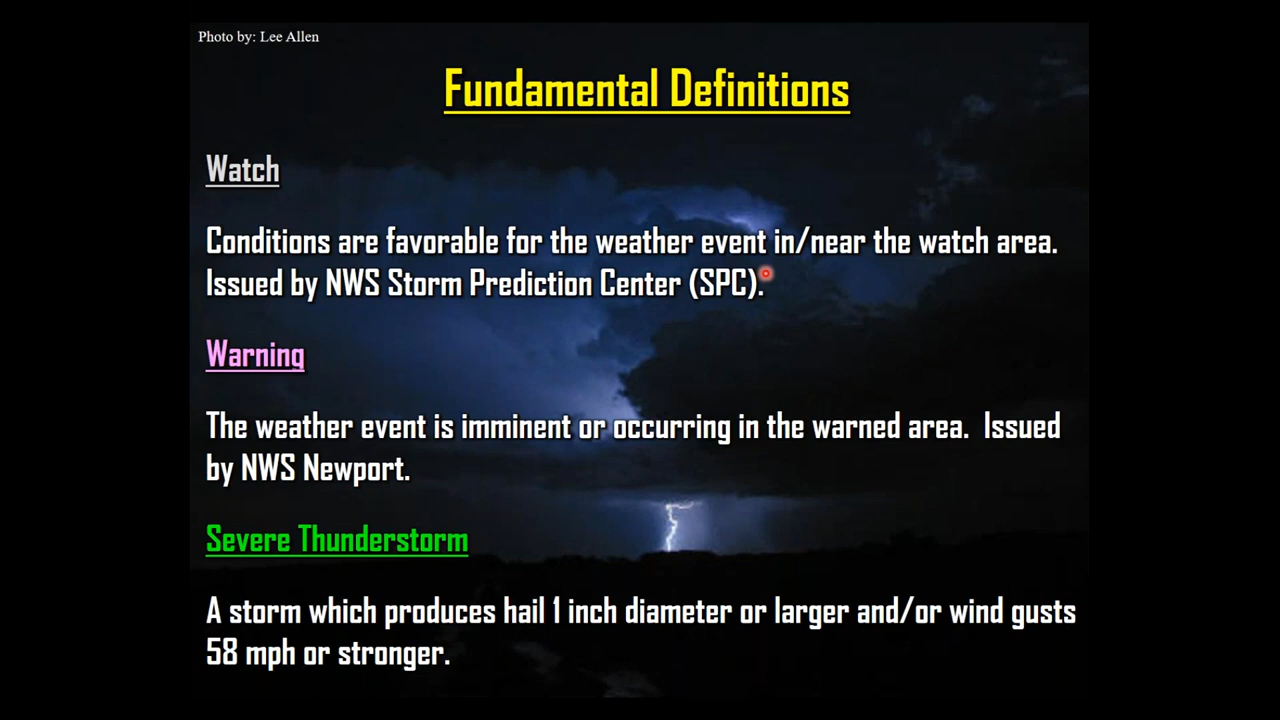 Photo by: Lee Allen
Fundamental Definitions
Watch
Conditions are favorable for the weather event in/near the watch area.
Issued by NWS Storm Prediction Center (SPC).
Warning
The weather event is imminent or occurring in the warned area.  Issued
by NWS Newport.
Severe Thunderstorm
A storm which produces hail 1 inch diameter or larger and/or wind gusts
58 mph or stronger.